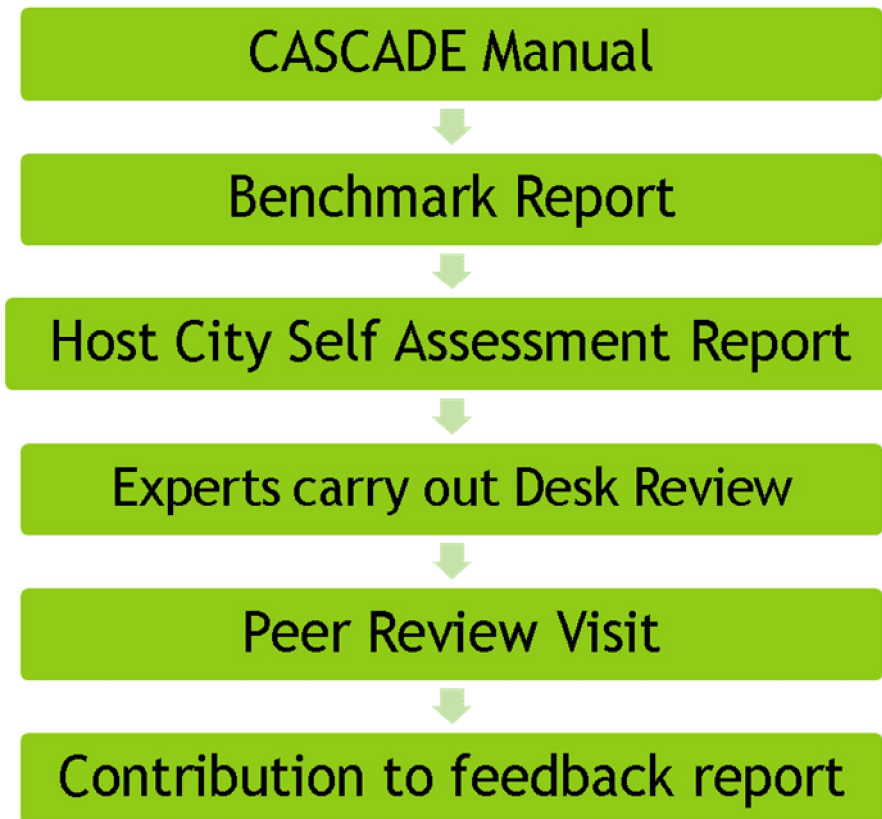 CASCADE Manual
Benchmark Report
Host City Self Assessment Report
Experts carry out Desk Review
Peer Review Visit
Contribution to feedback report